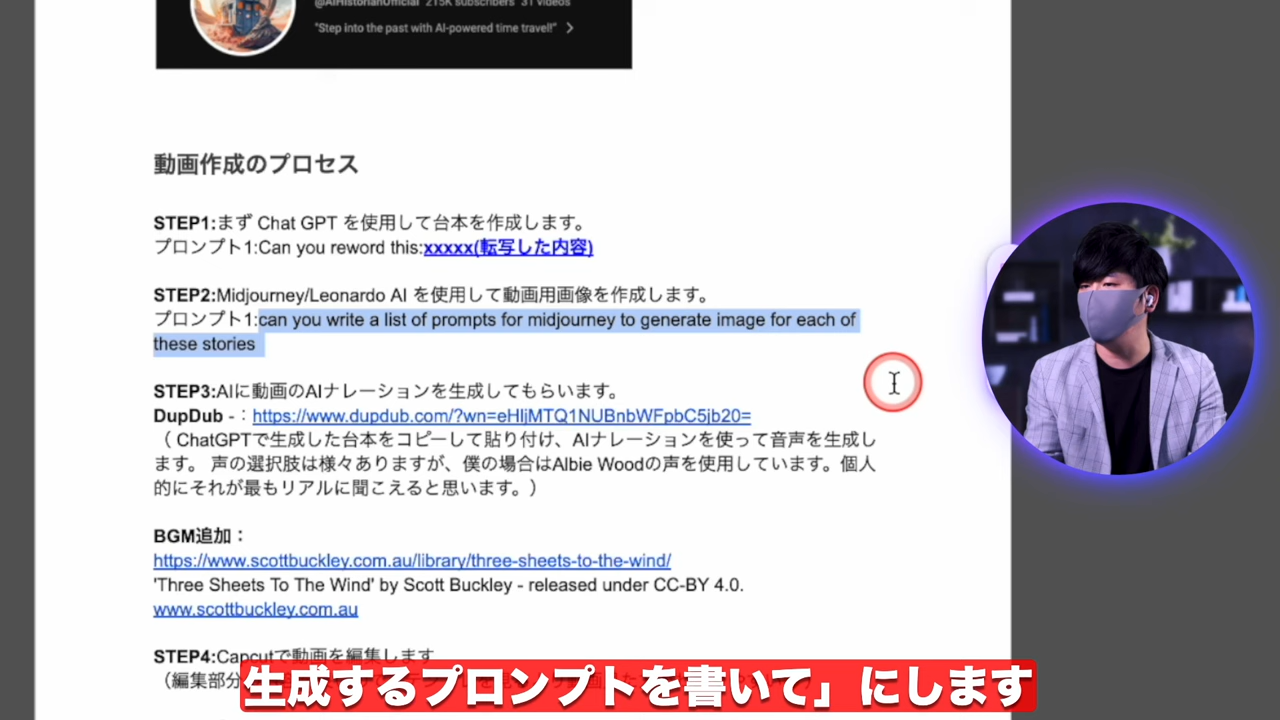 @AIHistorianOfficial 215K subscribers 31 videos
"Step into the past with AI-powered time travel!" >
動画作成のプロセス
STEP1:まず Chat GPT を使用して台本を作成します。
プロンプト1:Can you reword this:xxxxx(転写した内容)
STEP2:Midjourney/Leonardo AI を使用して動画用画像を作成します。
プロンプト1:can you write a list of prompts for midjourney to generate image for each of
these stories
STEP3:AIに動画のAIナレーションを生成してもらいます。
DupDub -：https://www.dupdub.com/?wn=eHljMTQ1NUBnbWFpbC5jb20=
（ ChatGPTで生成した台本をコピーして貼り付け、AIナレーションを使って音声を生成し
ます。 声の選択肢は様々ありますが、僕の場合はAlbie Woodの声を使用しています。個人
的にそれが最もリアルに聞こえると思います。）
BGM追加：
https://www.scottbuckley.com.au/library/three-sheets-to-the-wind/
'Three Sheets To The Wind' by Scott Buckley - released under CC-BY 4.0.
www.scottbuckley.com.au
STEP4:Capcutで動画を編集します
（編集部分
生成するプロンプトを書いて」にします